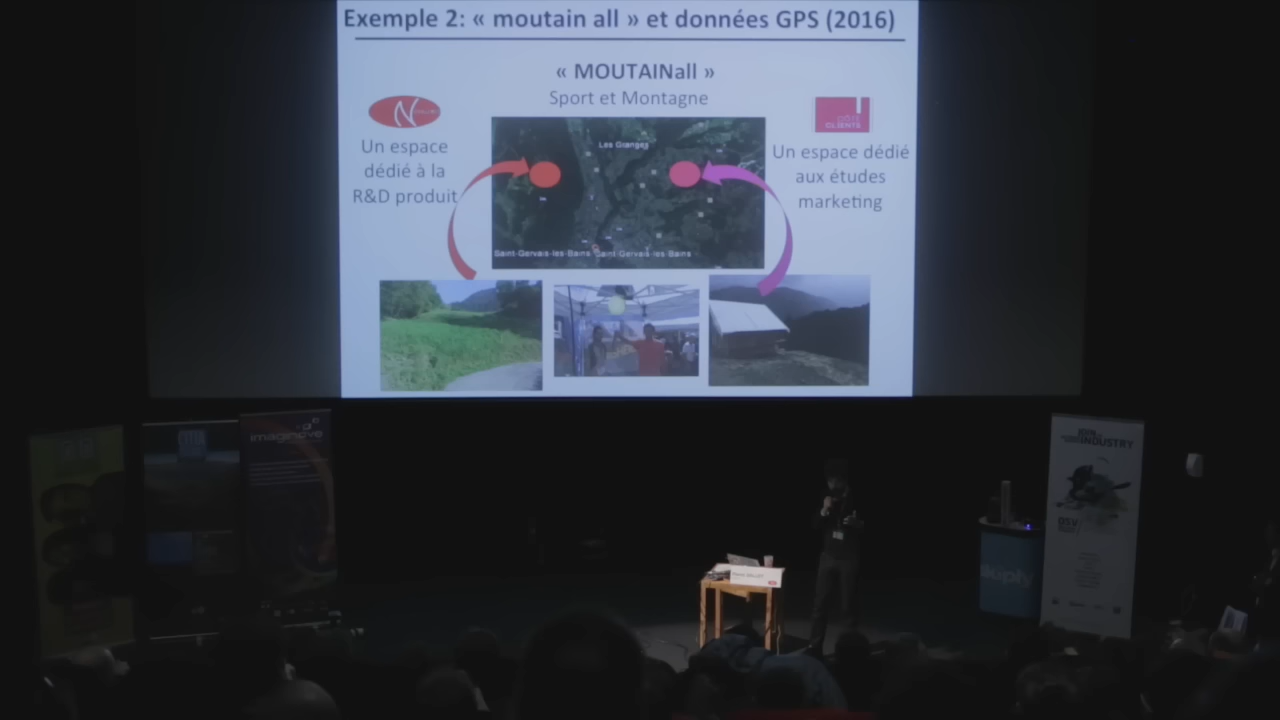 Exemple 2: « moutain all » et données GPS (2016)
« MOUTAINall »
Sport et Montagne
N
Un espace
dédié à la
R&D produit
CLIENTS
Un espace dédié
aux études
marketing
Les Granges
Saint-Gervais-les-Bains Saint-Gervais-les-Bains
imaginove
INDUSTRY